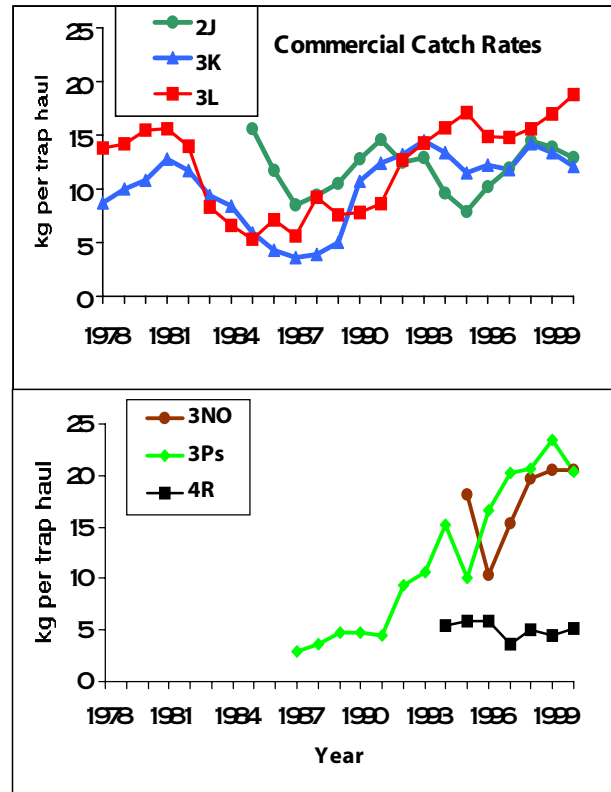 2J
3K
3L
Commercial Catch Rates
25
20
15
10
5
0
kg per trap haul
1978 1981 1984 1987 1990 1993 1996 1999
3NO
3Ps
4R
25
20
15
10
5
0
kg per trap haul
1978 1981 1984 1987 1990 1993 1996 1999
Year